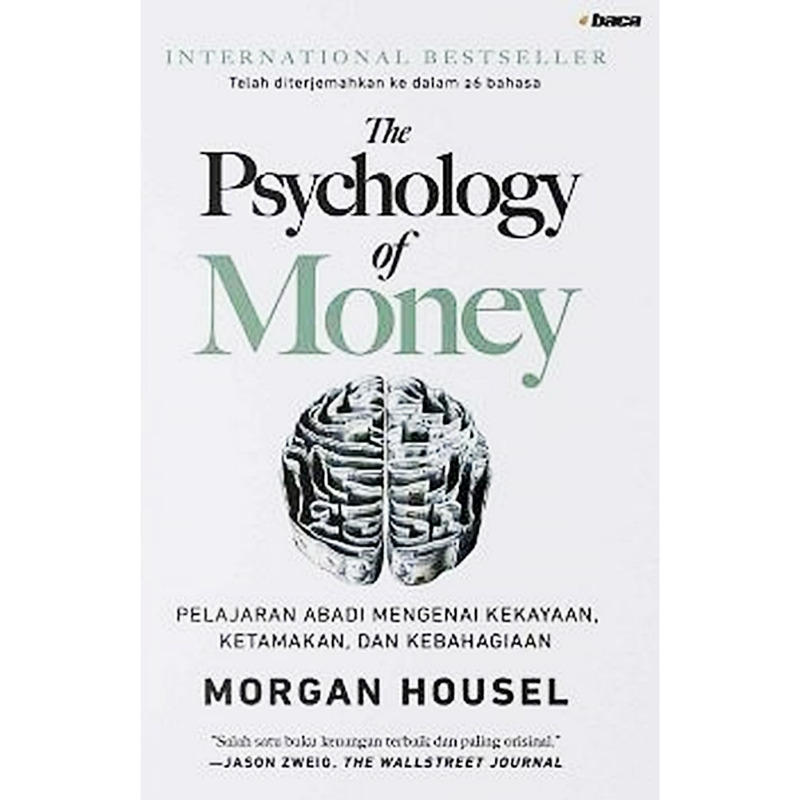 baca
INTERNATIONAL BESTSELLER
Telah diterjemahkan ke dalam 26 bahasa
The
Psychology
of
Money
PELAJARAN ABADI MENGENAI KEKAYAAN,
KETAMAKAN, DAN KEBAHAGIAAN
MORGAN HOUSEL
"Salah satu buku keuangan terbaik dan paling orisinal."
—JASON ZWEIG, THE WALLSTREET JOURNAL